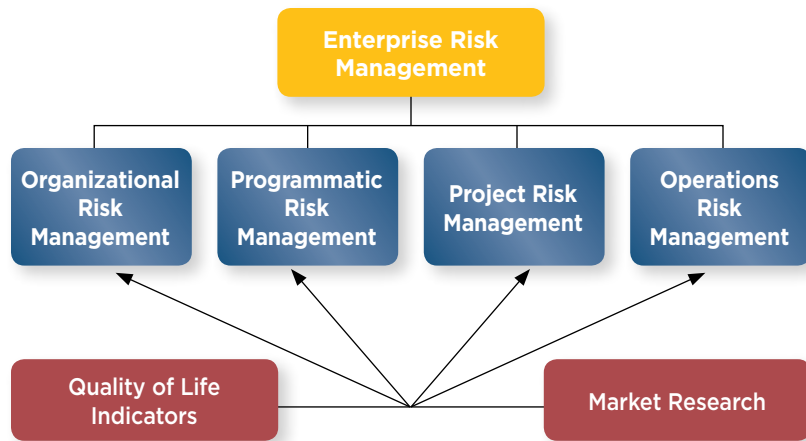 Enterprise Risk
Management
Organizational
Risk
Management
Programmatic
Risk
Management
Project Risk
Management
Operations
Risk
Management
Quality of Life
Indicators
Market Research